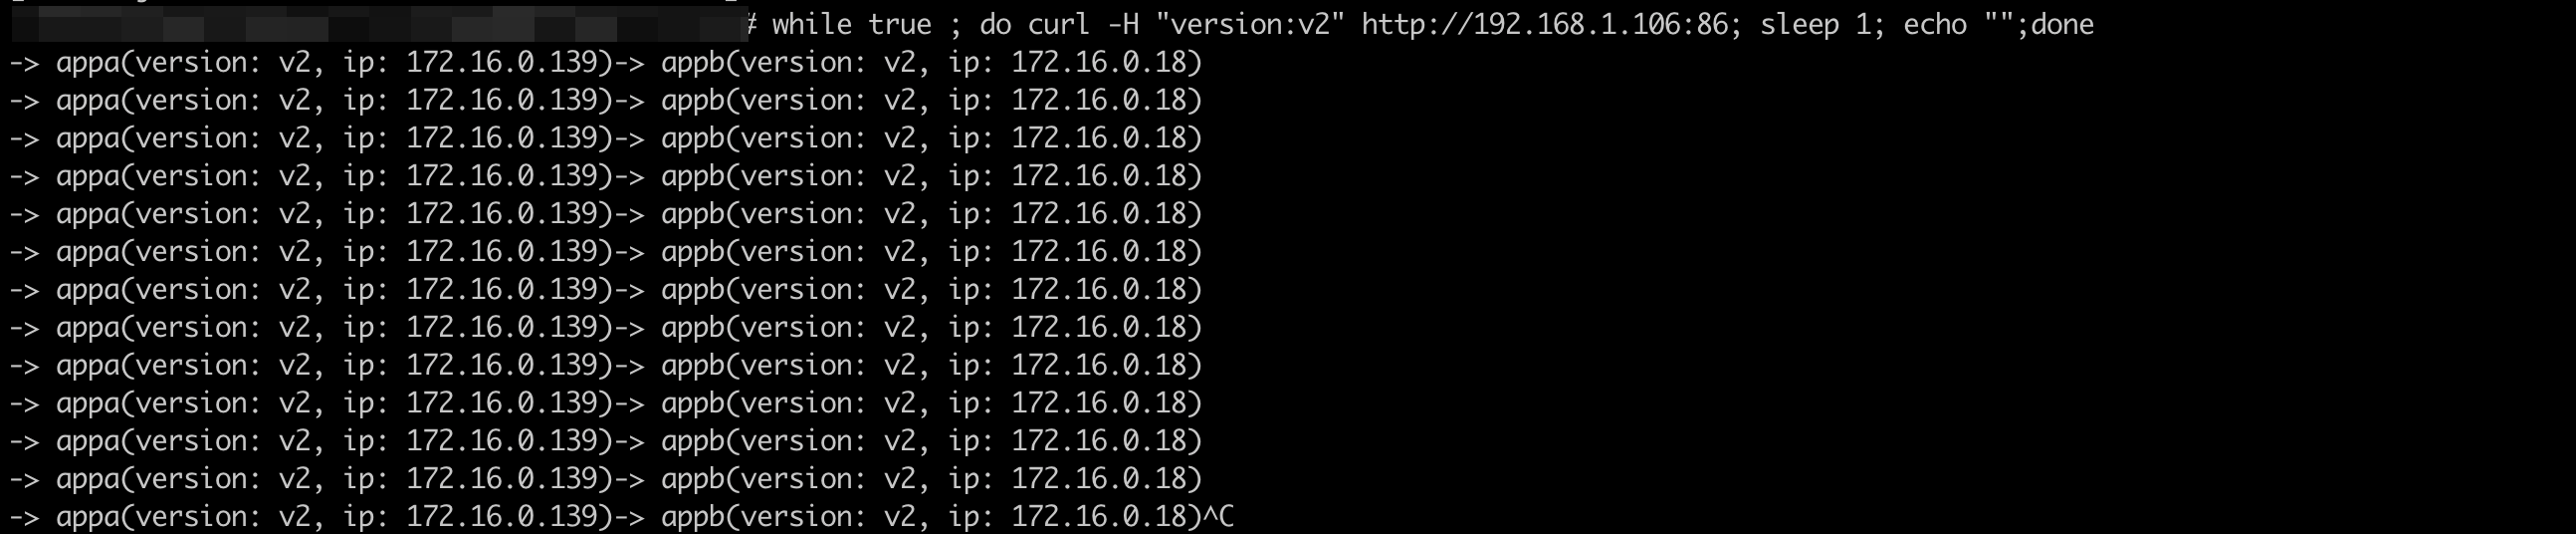 # while true ; do curl -H "version:v2" http://192.168.1.106:86; sleep 1; echo "";done
-> appa(version: v2, ip: 172.16.0.139)-> appb(version: v2, ip: 172.16.0.18)
-> appa(version: v2, ip: 172.16.0.139)-> appb(version: v2, ip: 172.16.0.18)
-> appa(version: v2, ip: 172.16.0.139)-> appb(version: v2, ip: 172.16.0.18)
-> appa(version: v2, ip: 172.16.0.139)-> appb(version: v2, ip: 172.16.0.18)
-> appa(version: v2, ip: 172.16.0.139)-> appb(version: v2, ip: 172.16.0.18)
-> appa(version: v2, ip: 172.16.0.139)-> appb(version: v2, ip: 172.16.0.18)
-> appa(version: v2, ip: 172.16.0.139)-> appb(version: v2, ip: 172.16.0.18)
-> appa(version: v2, ip: 172.16.0.139)-> appb(version: v2, ip: 172.16.0.18)
-> appa(version: v2, ip: 172.16.0.139)-> appb(version: v2, ip: 172.16.0.18)
-> appa(version: v2, ip: 172.16.0.139)-> appb(version: v2, ip: 172.16.0.18)
-> appa(version: v2, ip: 172.16.0.139)-> appb(version: v2, ip: 172.16.0.18)
-> appa(version: v2, ip: 172.16.0.139)-> appb(version: v2, ip: 172.16.0.18)
-> appa(version: v2, ip: 172.16.0.139)-> appb(version: v2, ip: 172.16.0.18)^C